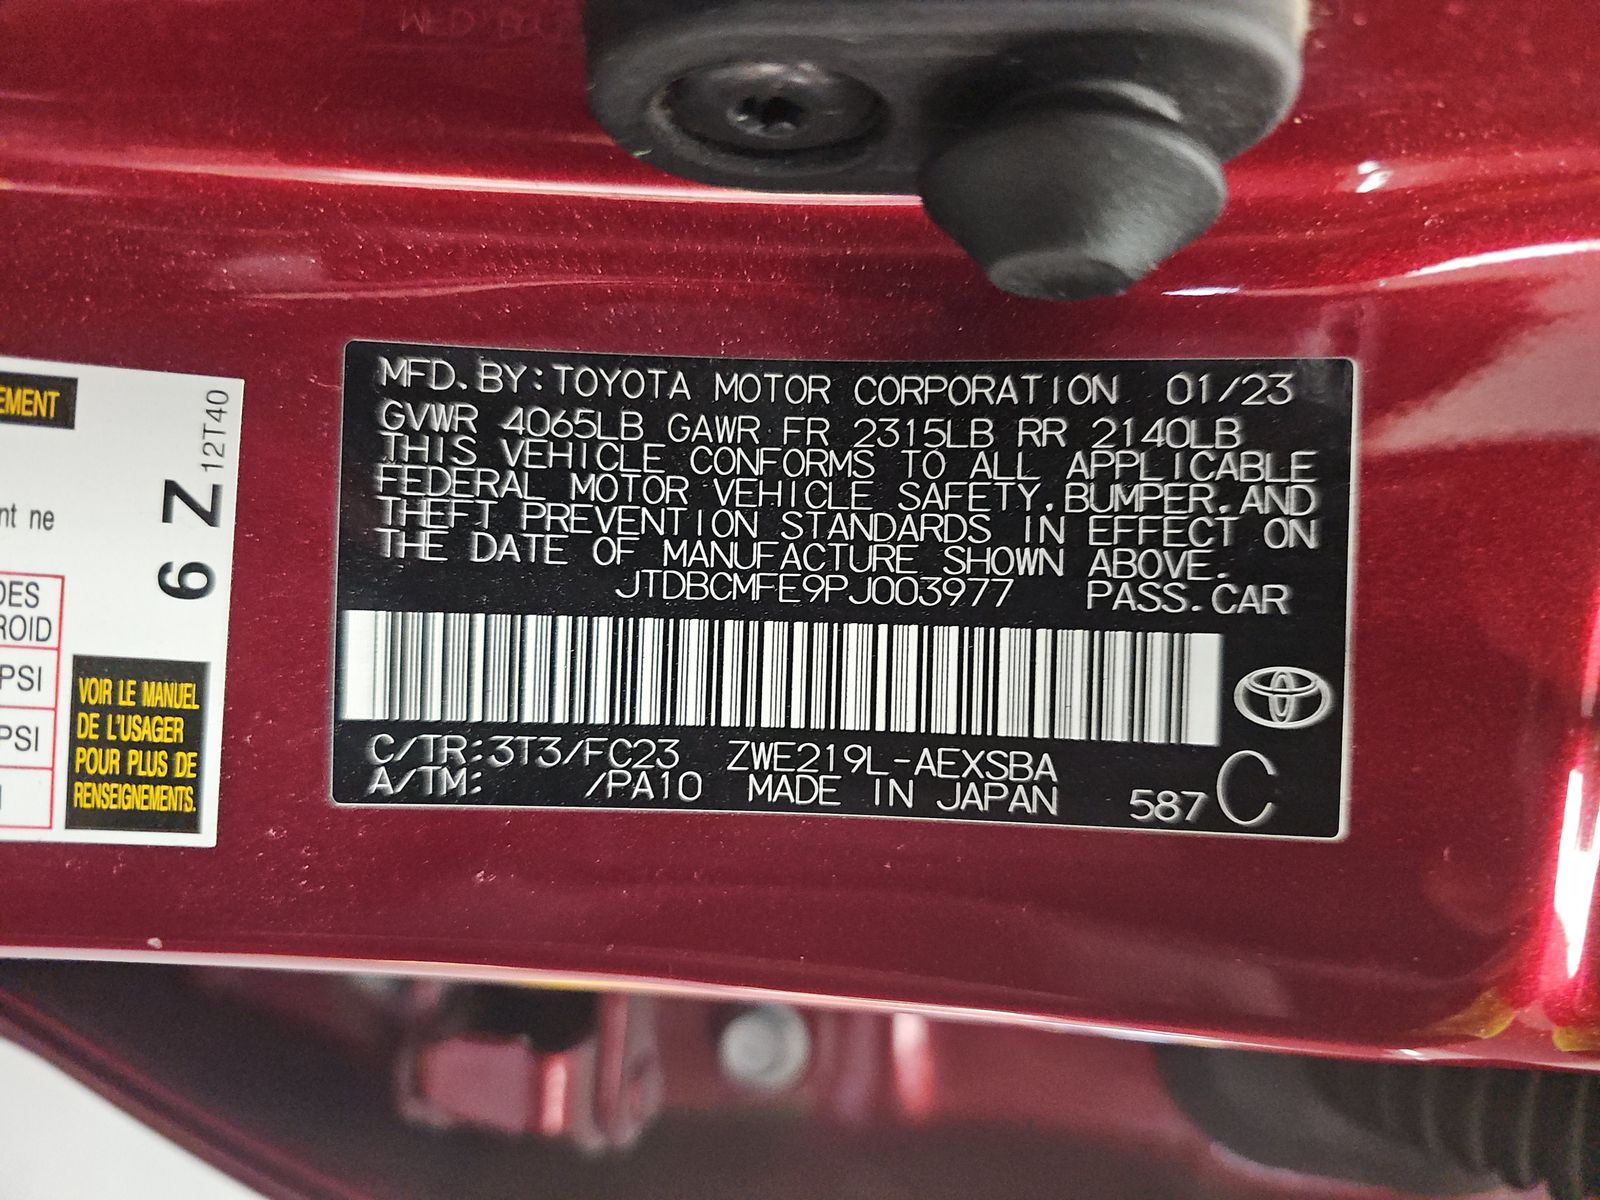 EMENT
12T40
6 Z
nt ne
DES
ROID
PSI
PSI
VOIR LE MANUEL
DE L'USAGER
POUR PLUS DE
RENSEIGNEMENTS.
MFD.BY:TOYOTA MOTOR CORPORATION 01/23
GVWR 4065LB GAWR FR 2315LB RR 2140LB
THIS VEHICLE CONFORMS TO ALL APPLICABLE
FEDERAL MOTOR VEHICLE SAFETY,BUMPER,AND
THEFT PREVENTION STANDARDS IN EFFECT ON
THE DATE OF MANUFACTURE SHOWN ABOVE.
JTDBCMFE9PJ003977 PASS.CAR
C/TR:3T3/FC23 ZWE219L-AEXSBA
A/TM: /PA10 MADE IN JAPAN 587 C